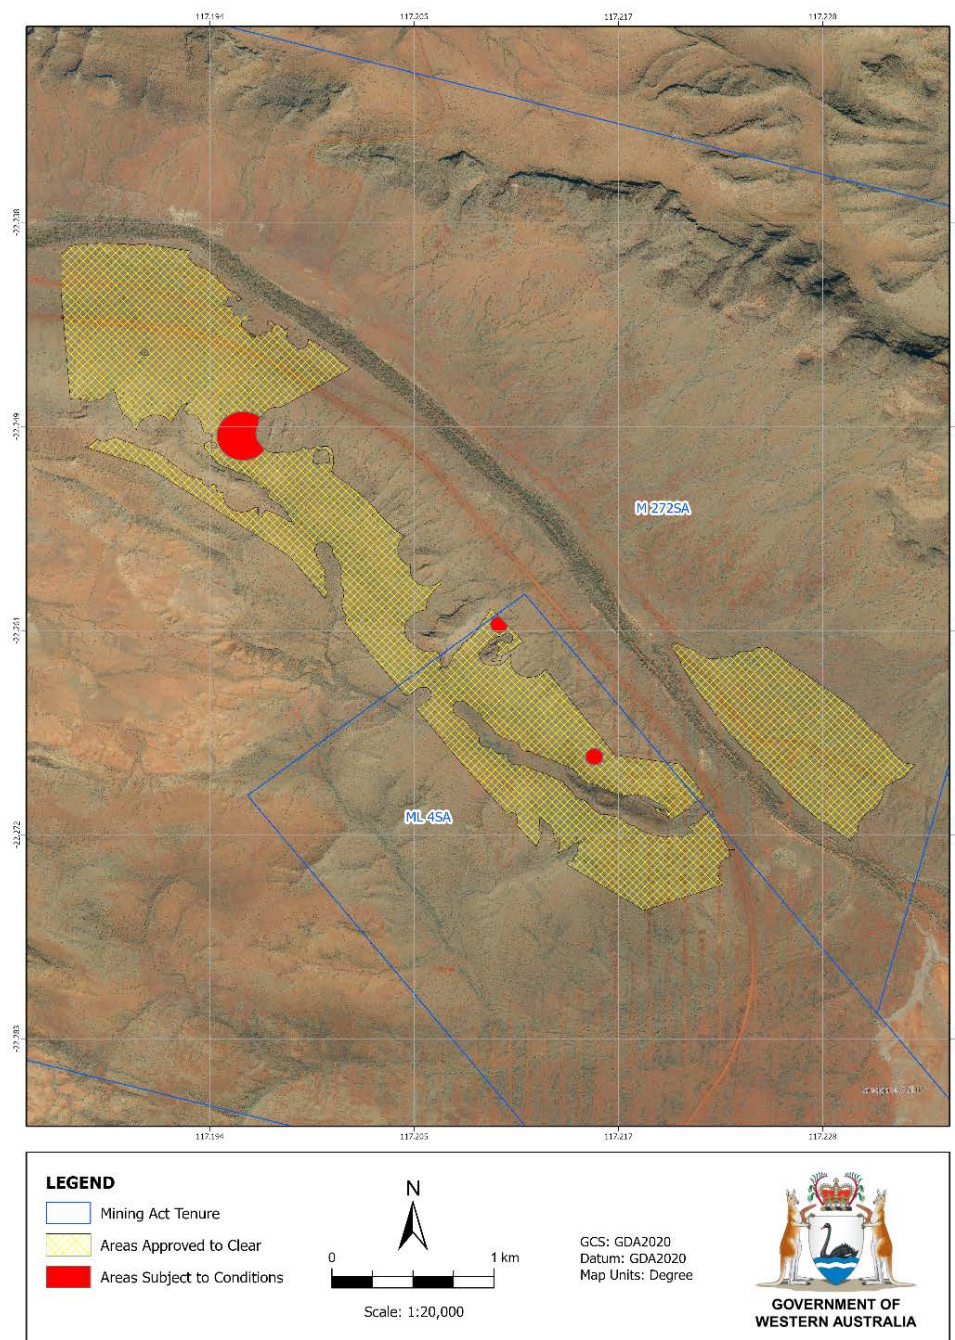 117.194 117.205 117.217 117.228
-22.238
-22.249
M 272SA
-22.261
ML 4SA
-22.272
-22.283
117.194 117.205 117.217 117.228
LEGEND
Mining Act Tenure
Areas Approved to Clear
Areas Subject to Conditions
N
0 1 km
Scale: 1:20,000
GCS: GDA2020
Datum: GDA2020
Map Units: Degree
GOVERNMENT OF
WESTERN AUSTRALIA